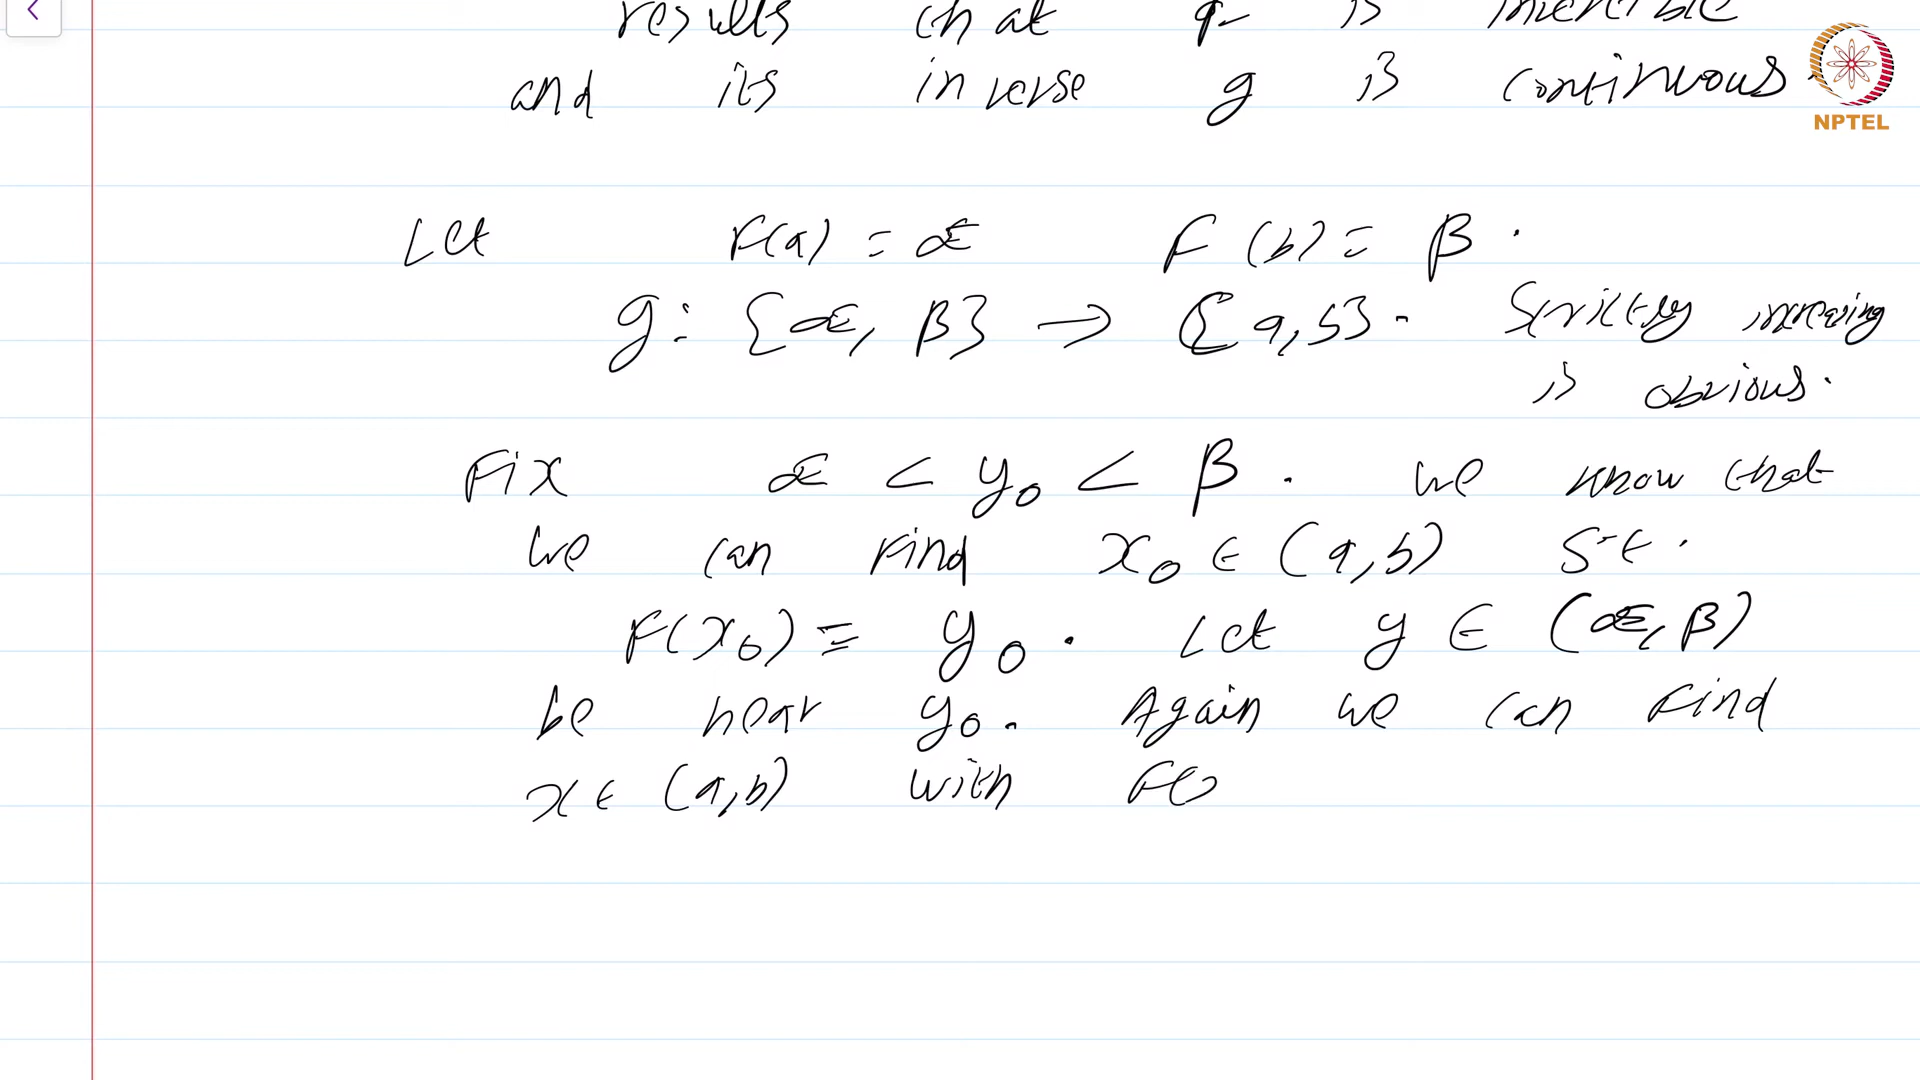 results that F is invertible
and its inverse g is continuous.
NPTEL
Let F(a) = α F(b) = β.
g: [α, β] → [a, b]. Strictly increasing
is obvious.
Fix α < y₀ < β. we know that
we can find x₀ ∈ (a, b) s.t.
F(x₀) = y₀. Let y ∈ (α, β)
be near y₀. Again we can find
x ∈ (a, b) with F(